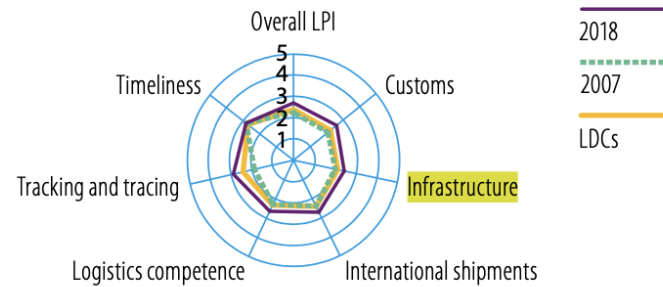 Overall LPI
5
4
3
2
1
Timeliness
Customs
Tracking and tracing
Infrastructure
Logistics competence
International shipments
2018
2007
LDCs